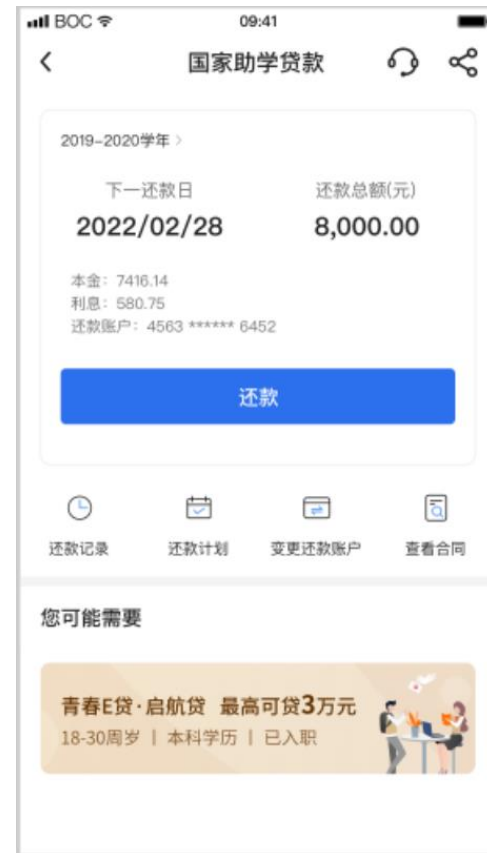 BOC 09:41
国家助学贷款
2019-2020学年 >
下一还款日 还款总额(元)
2022/02/28 8,000.00
本金: 7416.14
利息: 580.75
还款账户: 4563 ****** 6452
还款
还款记录 还款计划 变更还款账户 查看合同
您可能需要
青春E贷·启航贷 最高可贷3万元
18-30周岁 | 本科学历 | 已入职